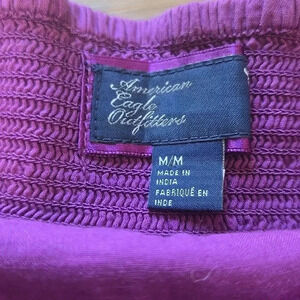 American
Eagle
Outfitters
M/M
MADE IN
INDIA
FABRIQUÉ EN
INDE